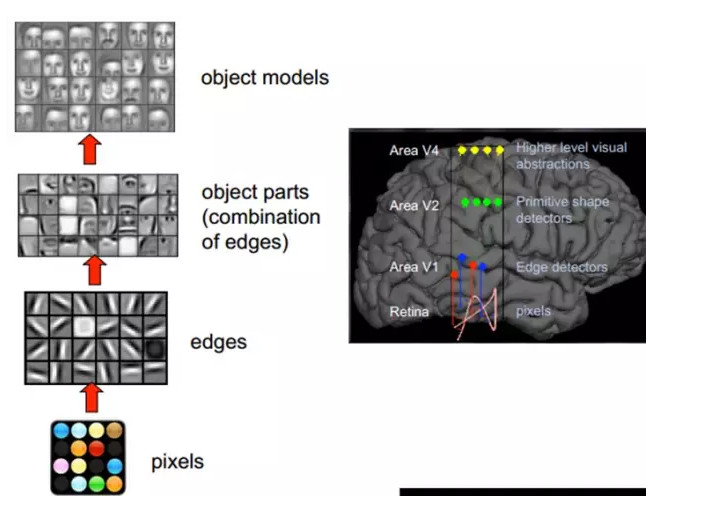 object models
object parts
(combination
of edges)
edges
pixels
Area V4
Higher level visual
abstractions
Area V2
Primitive shape
detectors
Area V1
Edge detectors
Retina
pixels